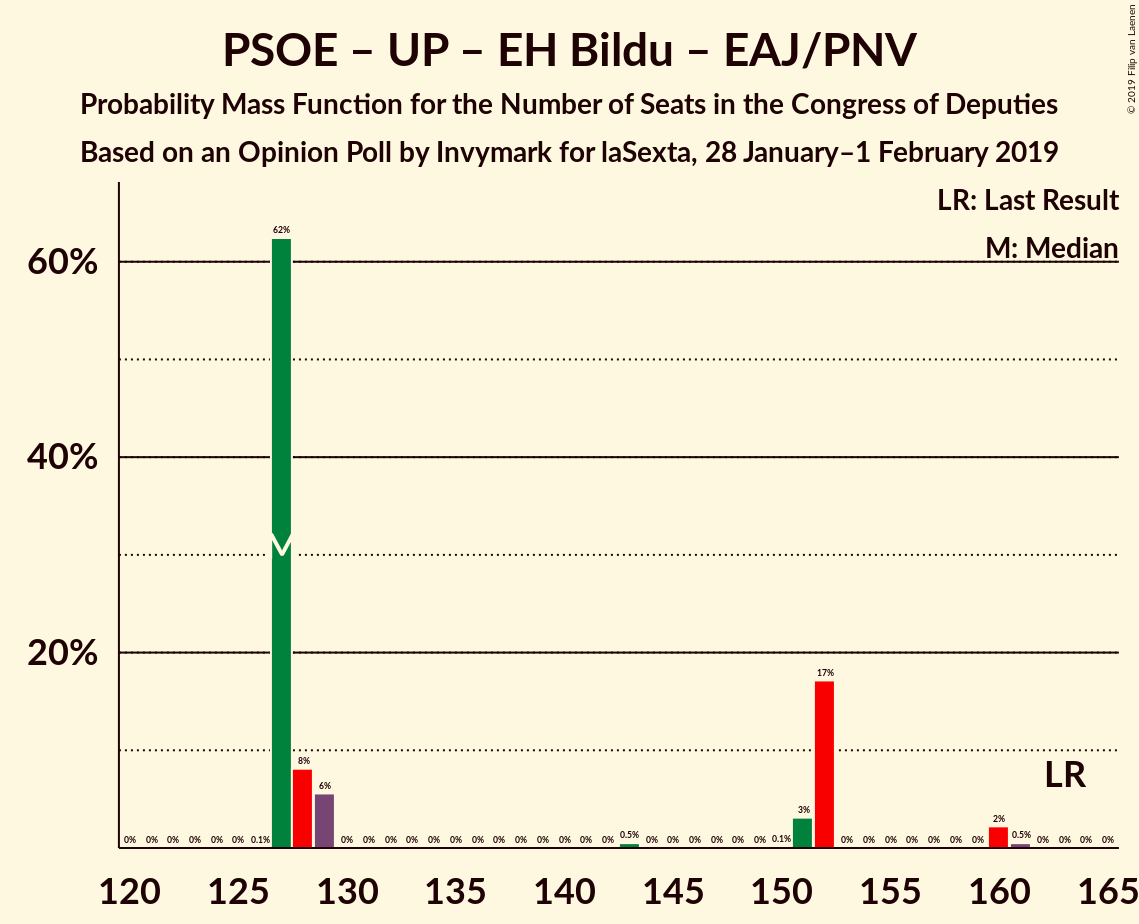 PSOE – UP – EH Bildu – EAJ/PNV
Probability Mass Function for the Number of Seats in the Congress of Deputies
Based on an Opinion Poll by Invymark for laSexta, 28 January–1 February 2019
© 2019 Filip van Laenen
LR: Last Result
M: Median
60%
40%
20%
62%
8%
6%
17%
3%
2%
LR
0% 0% 0% 0% 0% 0% 0.1% 0% 0% 0% 0% 0% 0% 0% 0% 0% 0% 0% 0% 0% 0.5% 0% 0% 0% 0% 0% 0% 0.1% 0% 0% 0% 0% 0% 0% 0% 0.5% 0% 0% 0% 0%
120 125 130 135 140 145 150 155 160 165